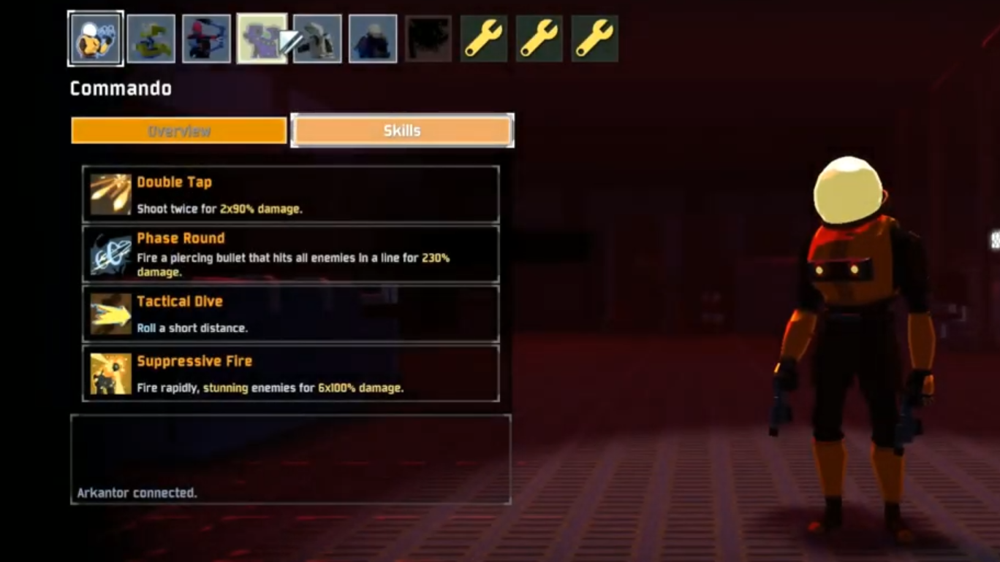 Commando
Overview
Skills
Double Tap
Shoot twice for 2x90% damage.
Phase Round
Fire a piercing bullet that hits all enemies in a line for 230%
damage.
Tactical Dive
Roll a short distance.
Suppressive Fire
Fire rapidly, stunning enemies for 6x100% damage.
Arkantor connected.